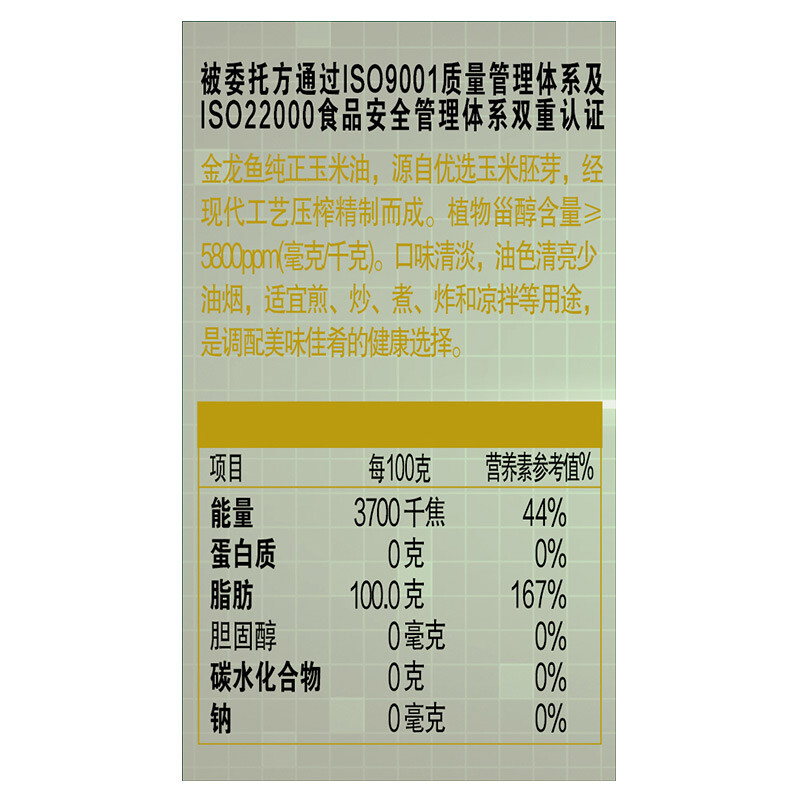 被委托方通过ISO9001质量管理体系及
ISO22000食品安全管理体系双重认证
金龙鱼纯正玉米油，源自优选玉米胚芽，经
现代工艺压榨精制而成。植物甾醇含量≥
5800ppm(毫克/千克)。口味清淡，油色清亮少
油烟，适宜煎、炒、煮、炸和凉拌等用途，
是调配美味佳肴的健康选择。
项目 每100克 营养素参考值%
能量 3700千焦 44%
蛋白质 0克 0%
脂肪 100.0克 167%
胆固醇 0毫克 0%
碳水化合物 0克 0%
钠 0毫克 0%